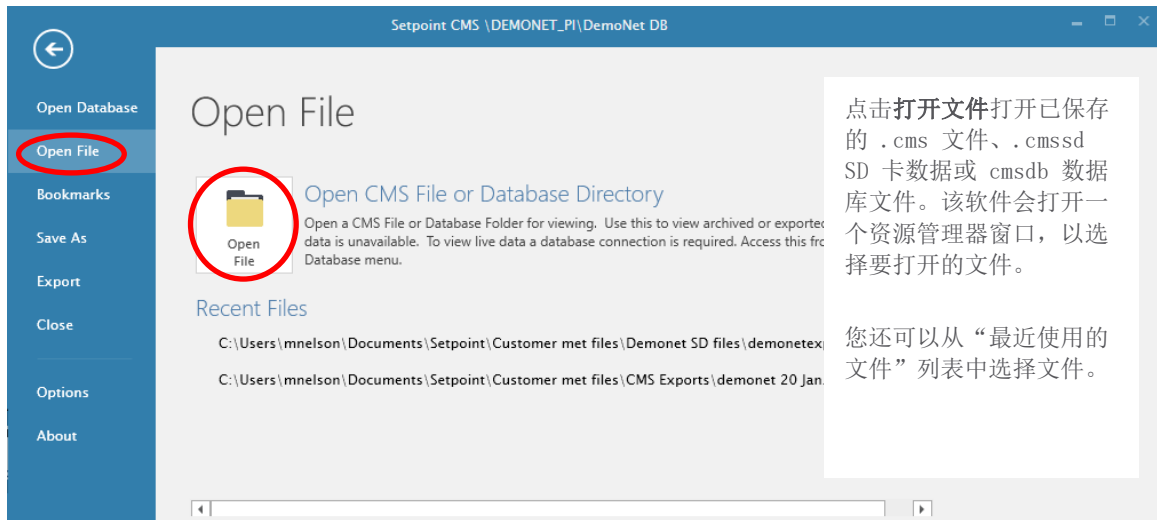 Setpoint CMS \DEMONET_PI\DemoNet DB
Open Database
Open File
Bookmarks
Save As
Export
Close
Options
About
Open File
Open
File
Open CMS File or Database Directory
Open a CMS File or Database Folder for viewing. Use this to view archived or exported
data is unavailable. To view live data a database connection is required. Access this fro
Database menu.
Recent Files
C:\Users\mnelson\Documents\Setpoint\Customer met files\Demonet SD files\demonetex
C:\Users\mnelson\Documents\Setpoint\Customer met files\CMS Exports\demonet 20 Jan.
点击打开文件打开已保存
的 .cms 文件、.cmssd
SD 卡数据或 cmsdb 数据
库文件。该软件会打开一
个资源管理器窗口，以选
择要打开的文件。
您还可以从“最近使用的
文件”列表中选择文件。